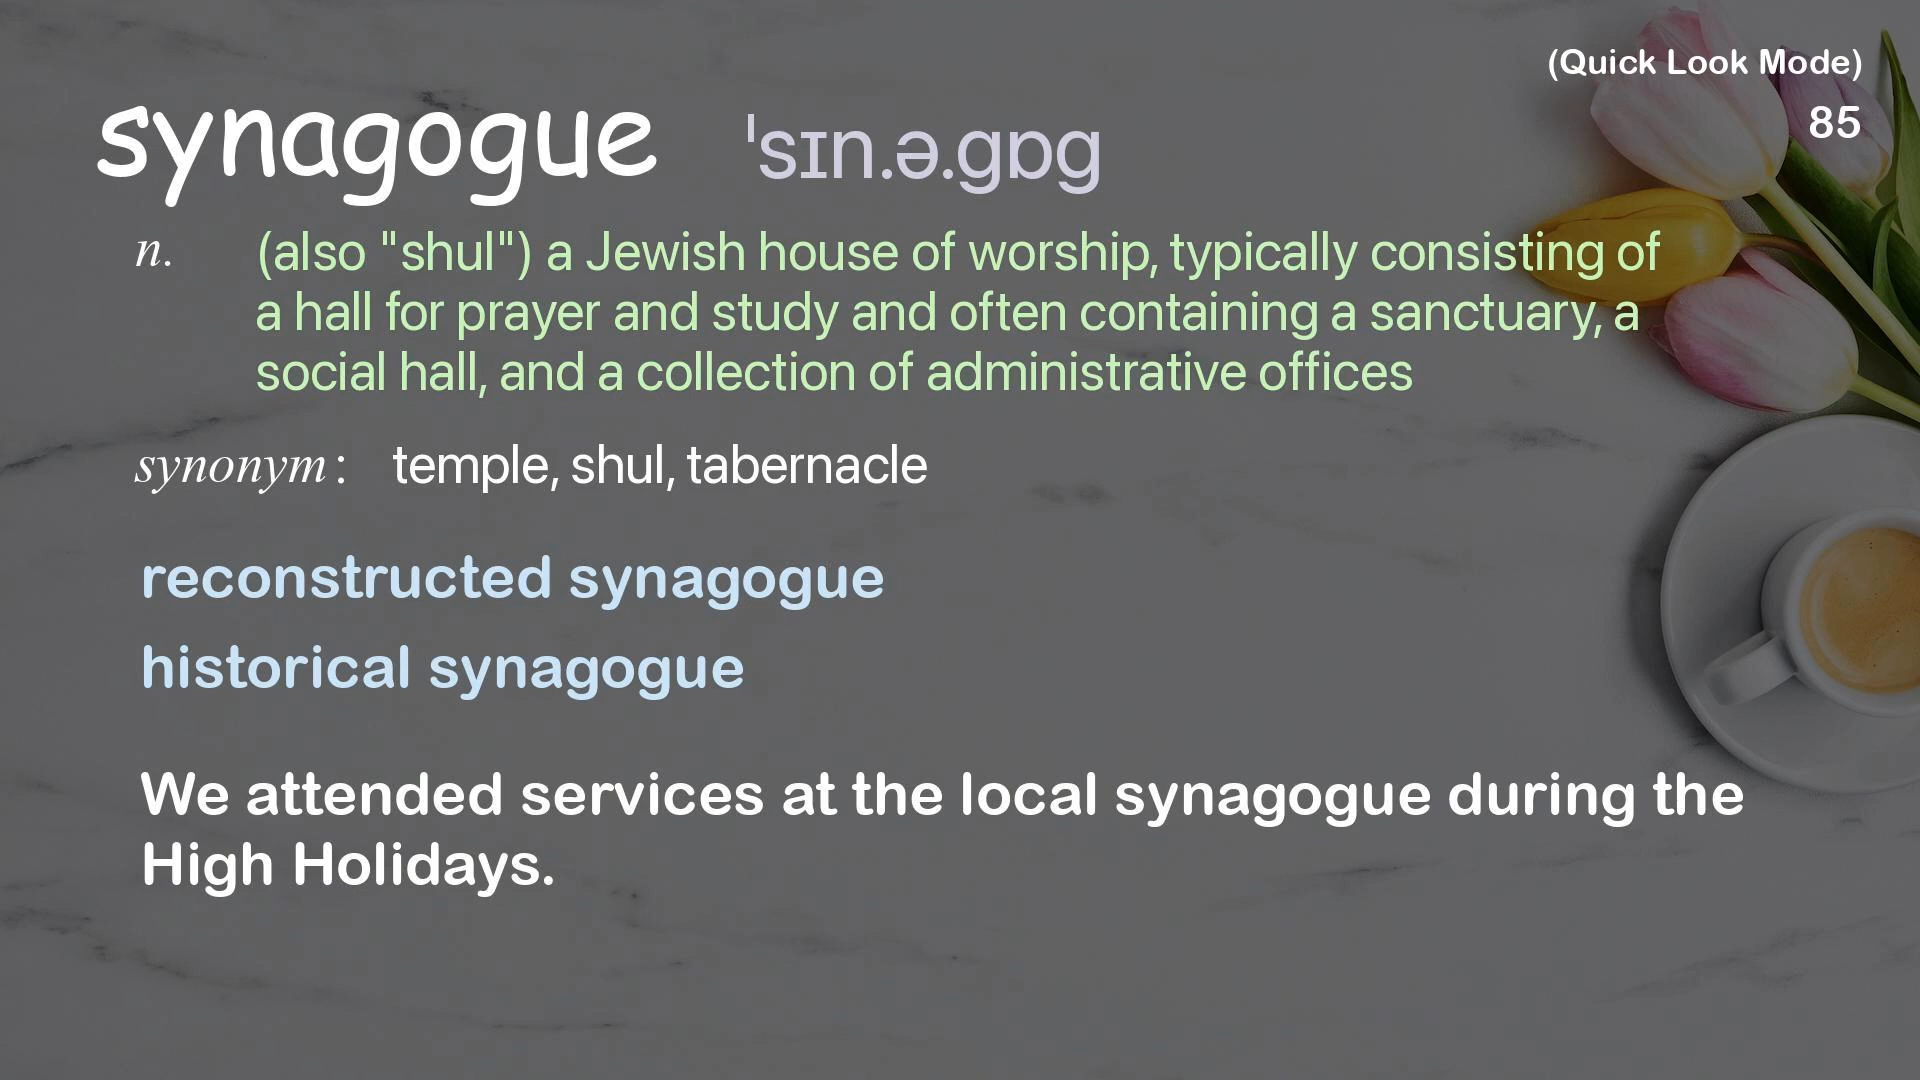 (Quick Look Mode)
85
synagogue ˈsɪn.ə.gɒg
n. (also "shul") a Jewish house of worship, typically consisting of
a hall for prayer and study and often containing a sanctuary, a
social hall, and a collection of administrative offices
synonym: temple, shul, tabernacle
reconstructed synagogue
historical synagogue
We attended services at the local synagogue during the
High Holidays.